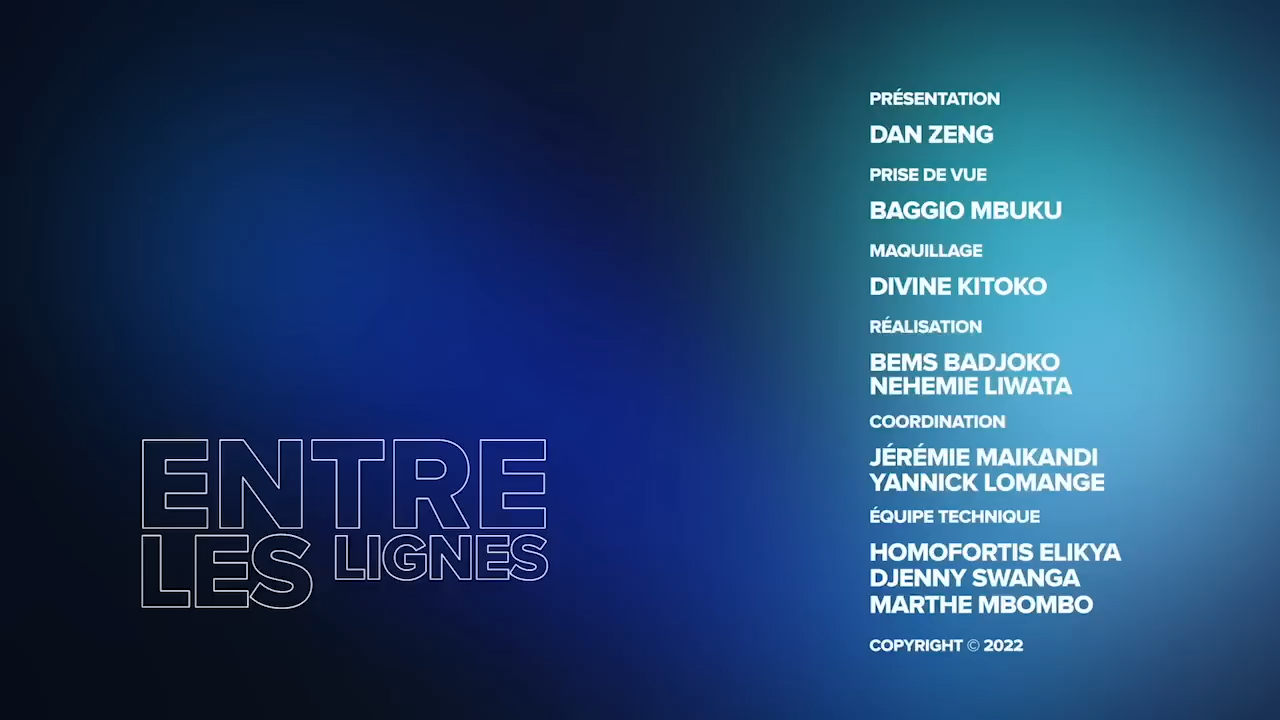 ENTRE
LES LIGNES
PRÉSENTATION
DAN ZENG
PRISE DE VUE
BAGGIO MBUKU
MAQUILLAGE
DIVINE KITOKO
RÉALISATION
BEMS BADJOKO
NEHEMIE LIWATA
COORDINATION
JÉRÉMIE MAIKANDI
YANNICK LOMANGE
ÉQUIPE TECHNIQUE
HOMOFORTIS ELIKYA
DJENNY SWANGA
MARTHE MBOMBO
COPYRIGHT © 2022